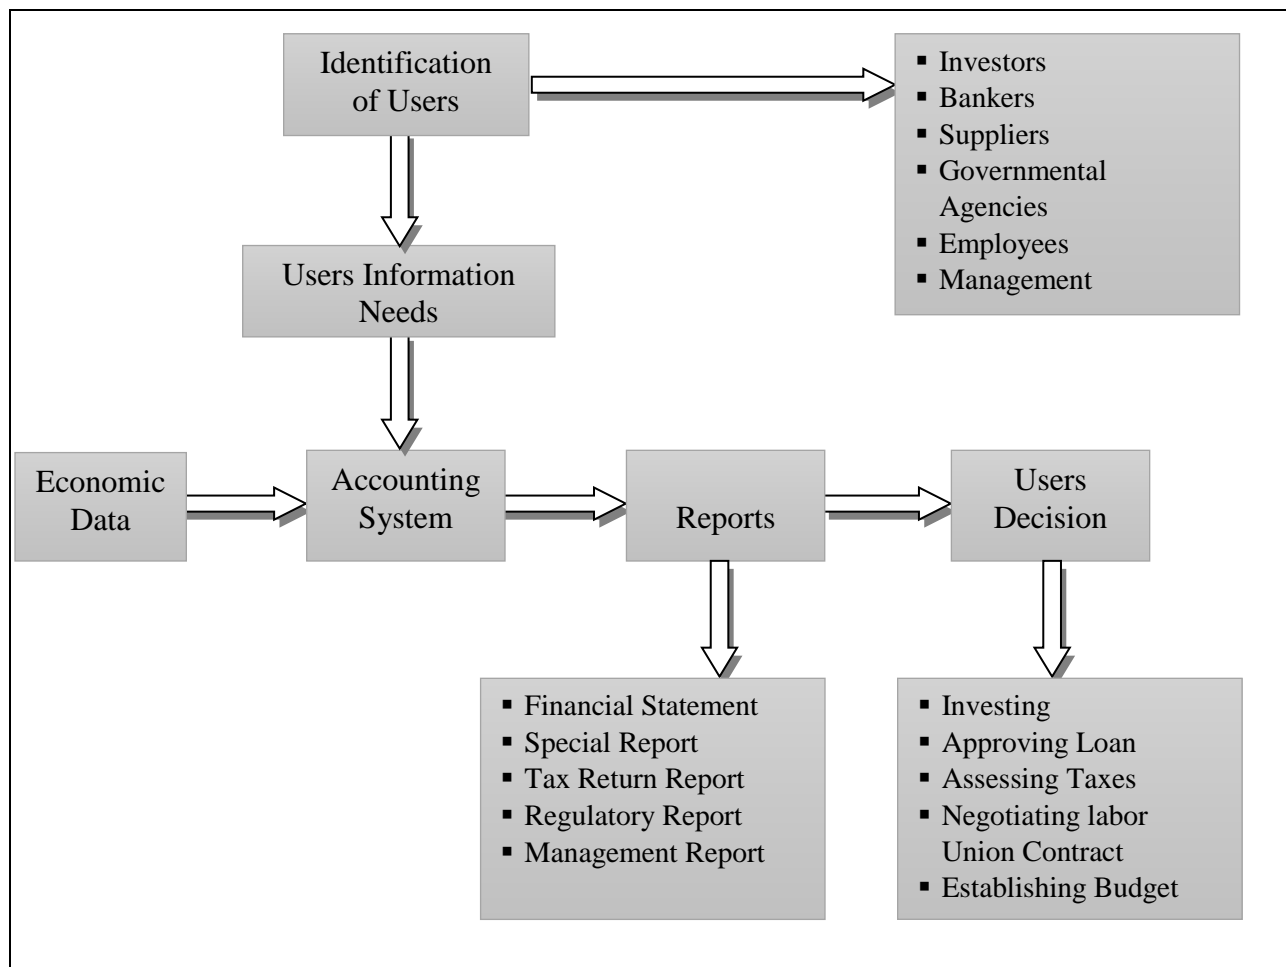 Identification
of Users
▪ Investors
▪ Bankers
▪ Suppliers
▪ Governmental
Agencies
▪ Employees
▪ Management
Users Information
Needs
Economic
Data
Accounting
System
Reports
Users
Decision
▪ Financial Statement
▪ Special Report
▪ Tax Return Report
▪ Regulatory Report
▪ Management Report
▪ Investing
▪ Approving Loan
▪ Assessing Taxes
▪ Negotiating labor
Union Contract
▪ Establishing Budget